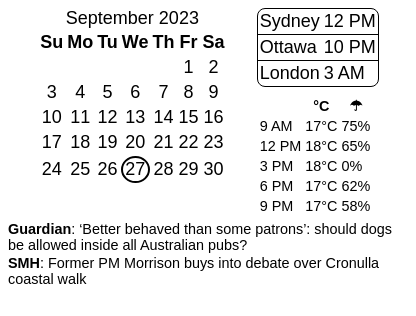 September 2023
Su Mo Tu We Th Fr Sa
1 2
3 4 5 6 7 8 9
10 11 12 13 14 15 16
17 18 19 20 21 22 23
24 25 26 27 28 29 30
Sydney 12 PM
Ottawa 10 PM
London 3 AM
°C ☂
9 AM 17°C 75%
12 PM 18°C 65%
3 PM 18°C 0%
6 PM 17°C 62%
9 PM 17°C 58%
Guardian: ‘Better behaved than some patrons’: should dogs
be allowed inside all Australian pubs?
SMH: Former PM Morrison buys into debate over Cronulla
coastal walk